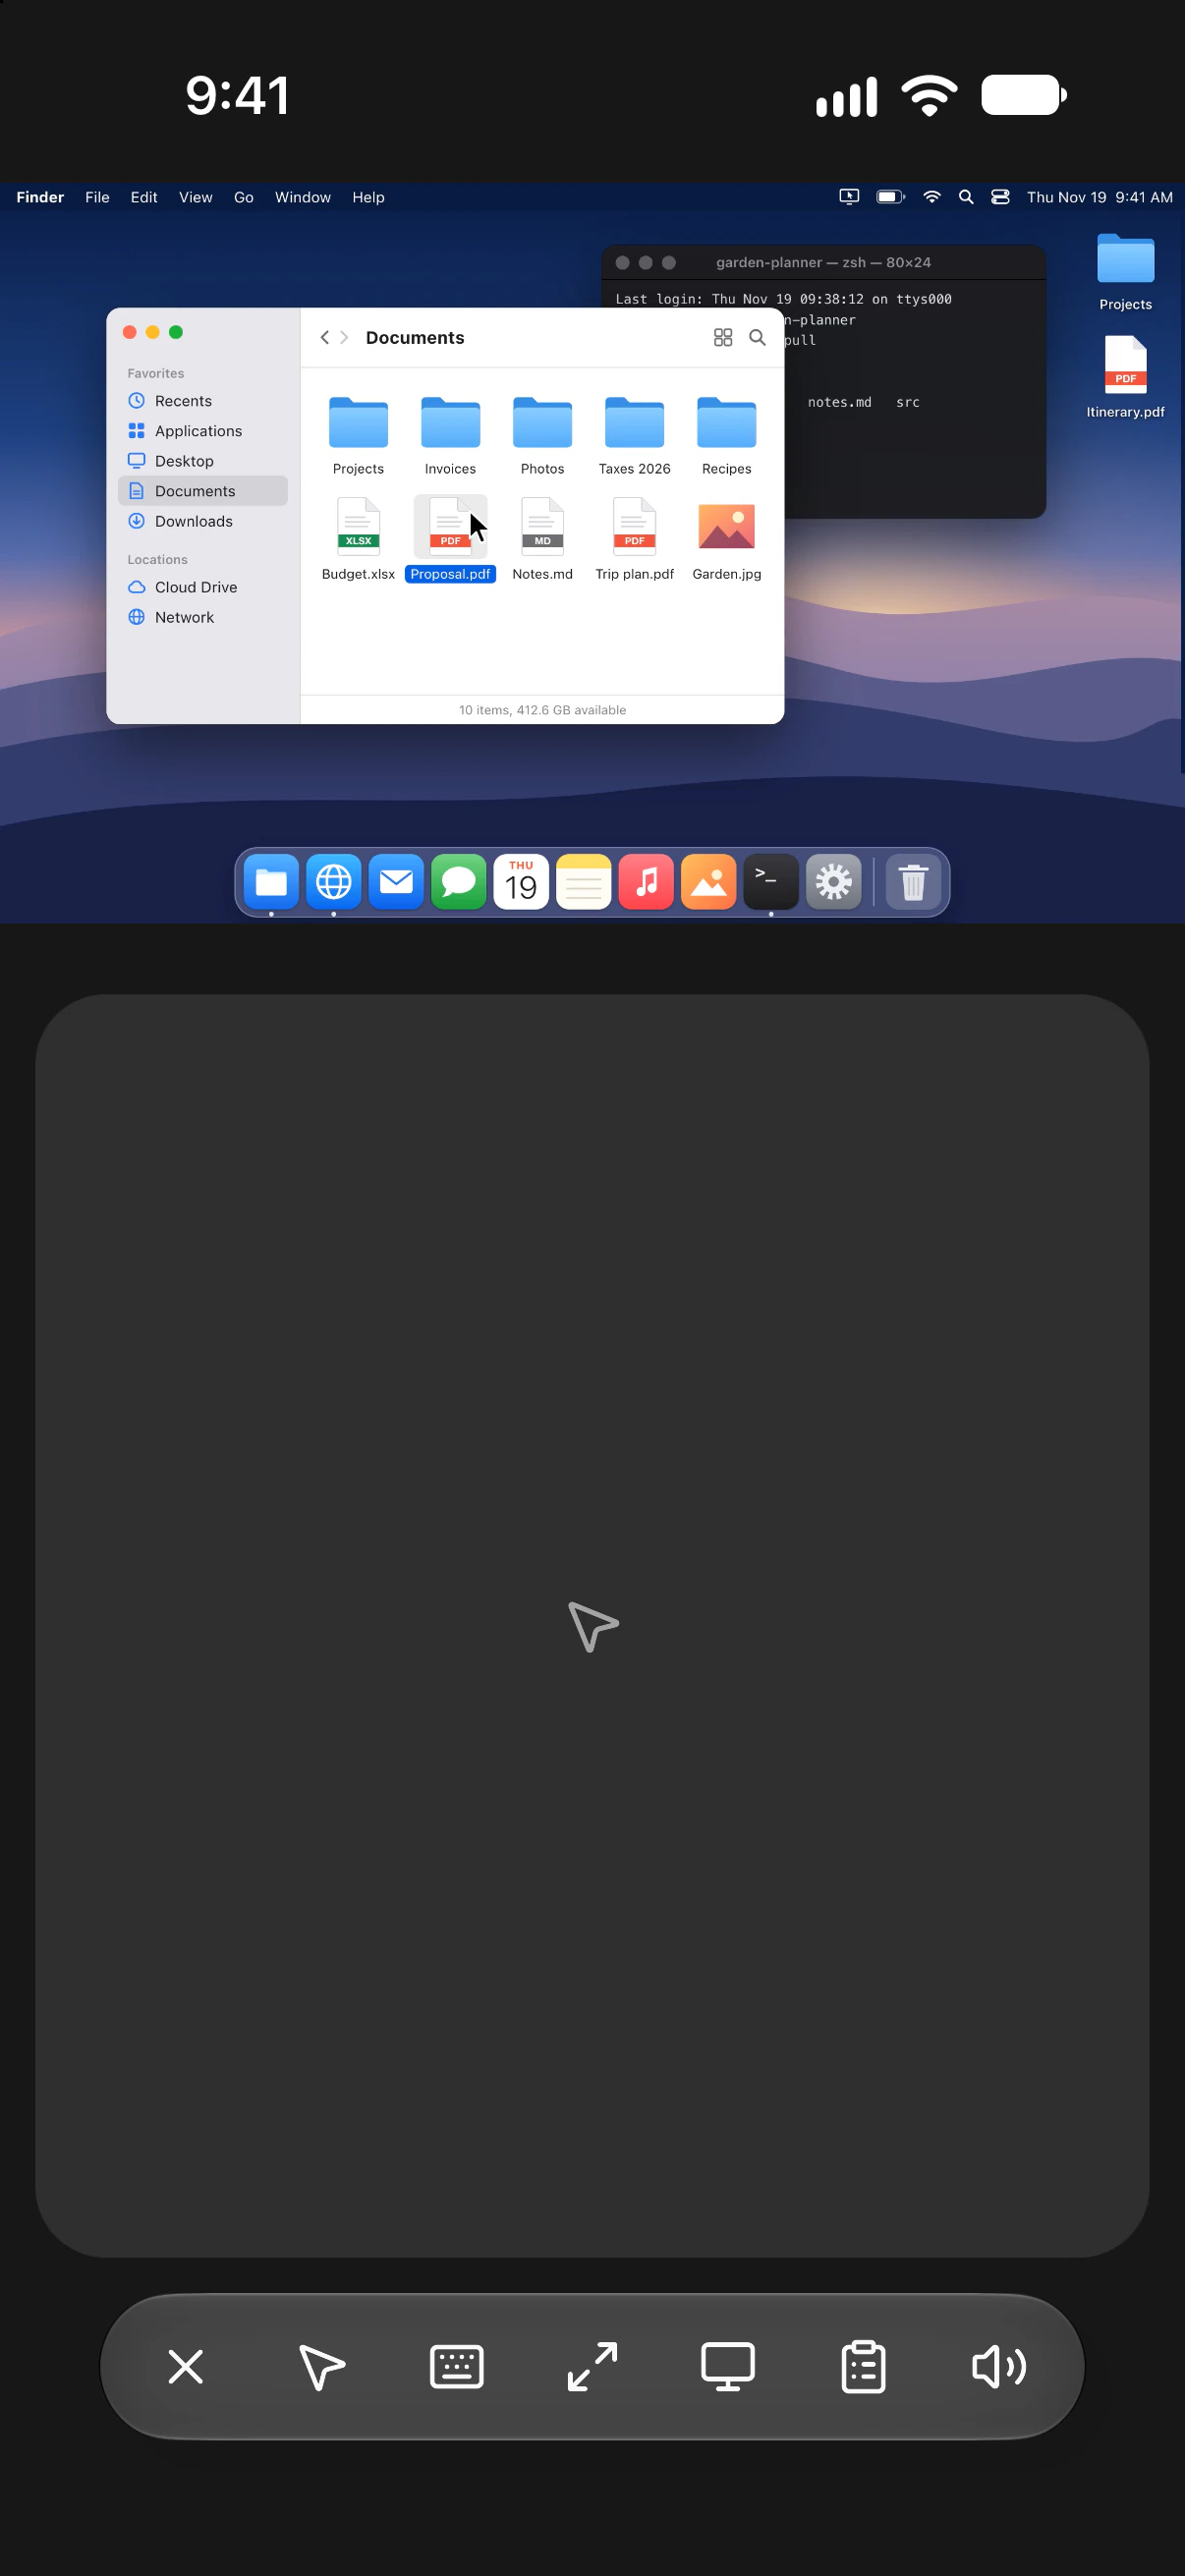 9:41
Finder File Edit View Go Window Help
Thu Nov 19 9:41 AM
garden-planner — zsh — 80×24
Last login: Thu Nov 19 09:38:12 on ttys000
n-planner
pull
notes.md src
Projects
PDF
Itinerary.pdf
Favorites
Recents
Applications
Desktop
Documents
Downloads
Locations
Cloud Drive
Network
Documents
Projects Invoices Photos Taxes 2026 Recipes
XLSX PDF MD PDF
Budget.xlsx Proposal.pdf Notes.md Trip plan.pdf Garden.jpg
10 items, 412.6 GB available
THU
19
>_